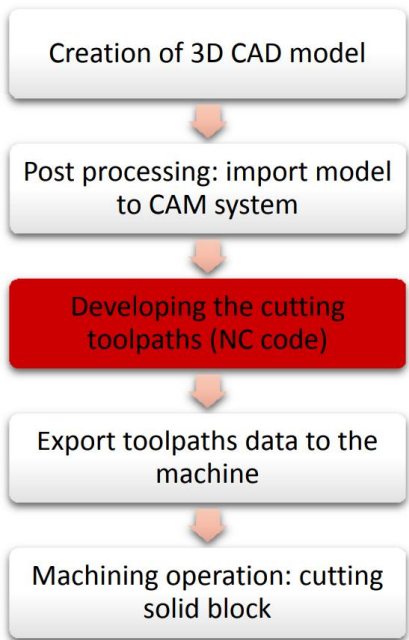 Creation of 3D CAD model
Post processing: import model
to CAM system
Developing the cutting
toolpaths (NC code)
Export toolpaths data to the
machine
Machining operation: cutting
solid block